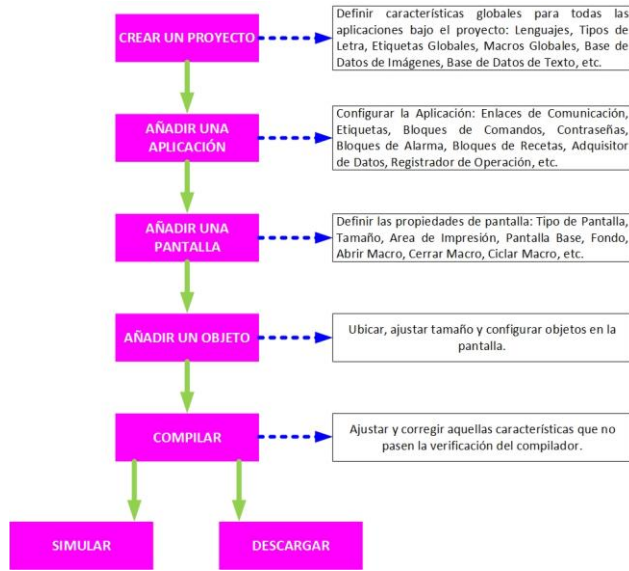 CREAR UN PROYECTO
Definir características globales para todas las
aplicaciones bajo el proyecto: Lenguajes, Tipos de
Letra, Etiquetas Globales, Macros Globales, Base de
Datos de Imágenes, Base de Datos de Texto, etc.
AÑADIR UNA
APLICACIÓN
Configurar la Aplicación: Enlaces de Comunicación,
Etiquetas, Bloques de Comandos, Contraseñas,
Bloques de Alarma, Bloques de Recetas, Adquisitor
de Datos, Registrador de Operación, etc.
AÑADIR UNA
PANTALLA
Definir las propiedades de pantalla: Tipo de Pantalla,
Tamaño, Area de Impresión, Pantalla Base, Fondo,
Abrir Macro, Cerrar Macro, Ciclar Macro, etc.
AÑADIR UN OBJETO
Ubicar, ajustar tamaño y configurar objetos en la
pantalla.
COMPILAR
Ajustar y corregir aquellas características que no
pasen la verificación del compilador.
SIMULAR
DESCARGAR